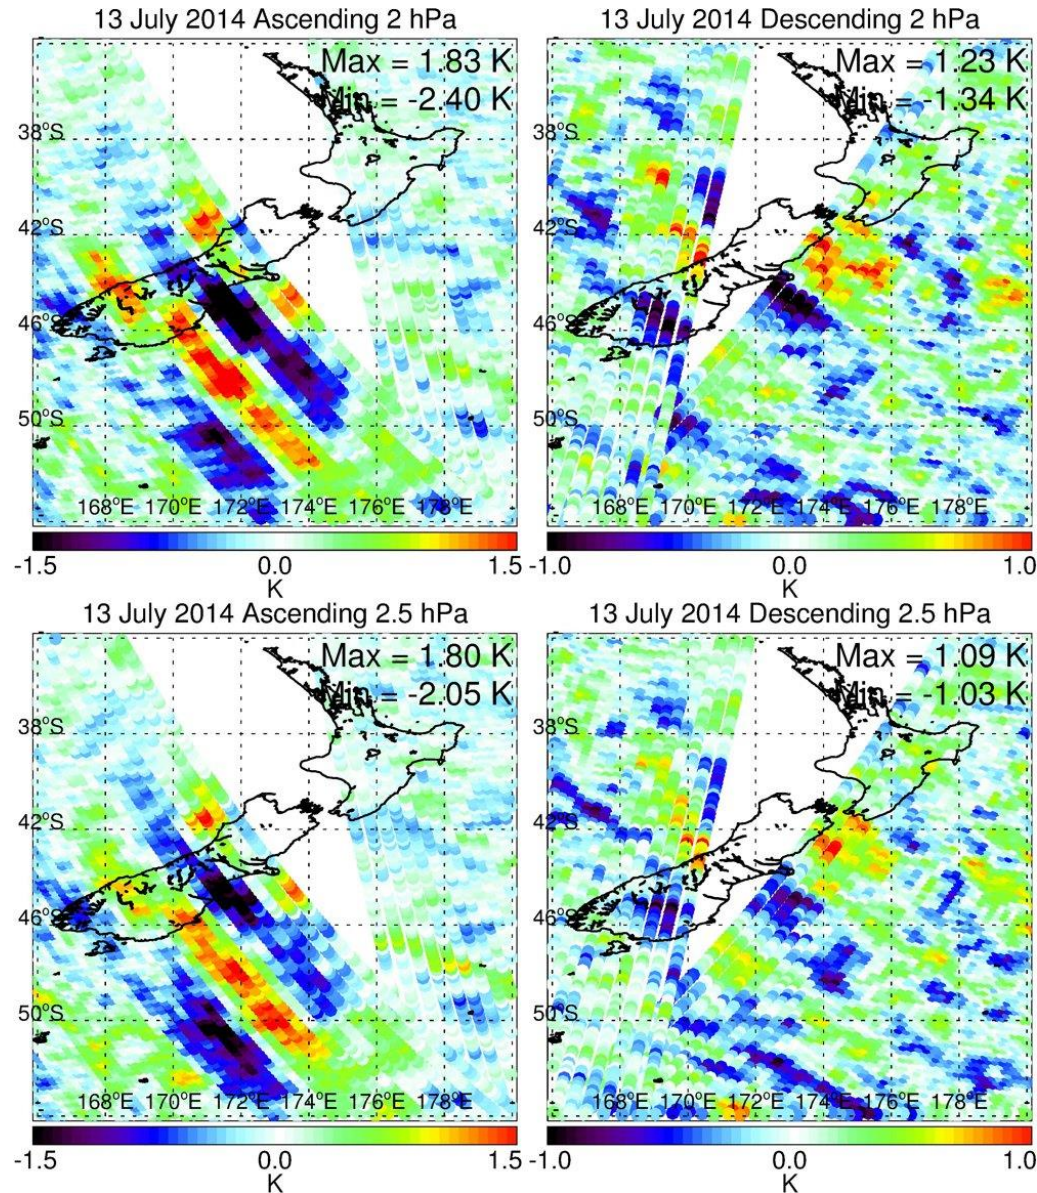 13 July 2014 Ascending 2 hPa
Max = 1.83 K
Min = -2.40 K
38°S
42°S
46°S
50°S
168°E 170°E 172°E 174°E 176°E 178°E
-1.5 0.0 1.5
K
13 July 2014 Descending 2 hPa
Max = 1.23 K
Min = -1.34 K
38°S
42°S
46°S
50°S
168°E 170°E 172°E 174°E 176°E 178°E
-1.0 0.0 1.0
K
13 July 2014 Ascending 2.5 hPa
Max = 1.80 K
Min = -2.05 K
38°S
42°S
46°S
50°S
168°E 170°E 172°E 174°E 176°E 178°E
-1.5 0.0 1.5
K
13 July 2014 Descending 2.5 hPa
Max = 1.09 K
Min = -1.03 K
38°S
42°S
46°S
50°S
168°E 170°E 172°E 174°E 176°E 178°E
-1.0 0.0 1.0
K